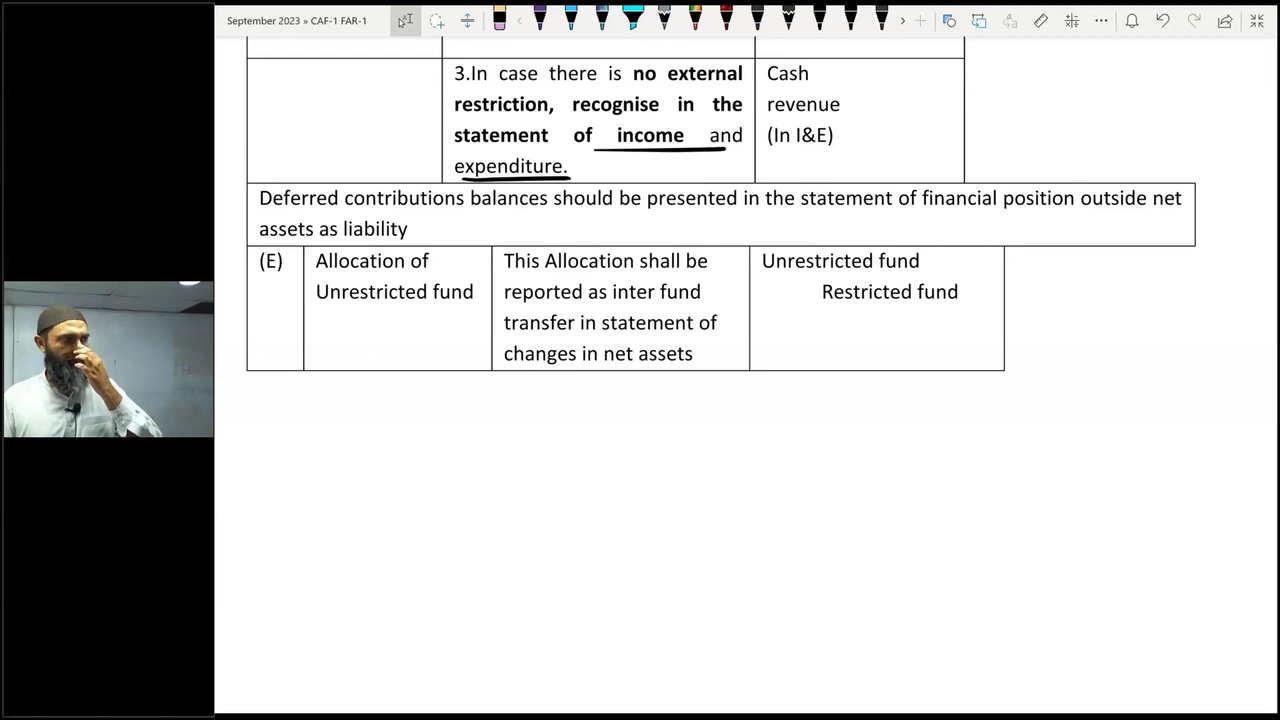 September 2023 » CAF-1 FAR-1
3.In case there is no external
restriction, recognise in the
statement of income and
expenditure.
Cash
revenue
(In I&E)
Deferred contributions balances should be presented in the statement of financial position outside net
assets as liability
(E)
Allocation of
Unrestricted fund
This Allocation shall be
reported as inter fund
transfer in statement of
changes in net assets
Unrestricted fund
Restricted fund